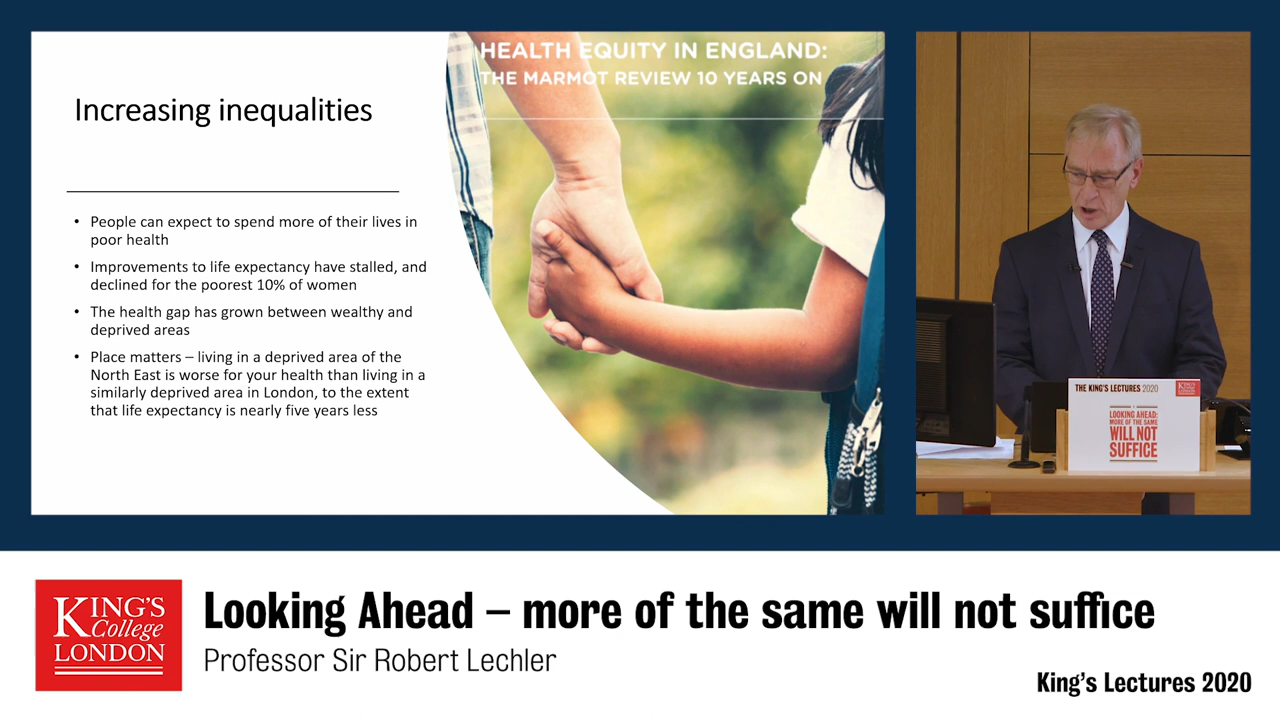 HEALTH EQUITY IN ENGLAND:
THE MARMOT REVIEW 10 YEARS ON
Increasing inequalities
• People can expect to spend more of their lives in
poor health
• Improvements to life expectancy have stalled, and
declined for the poorest 10% of women
• The health gap has grown between wealthy and
deprived areas
• Place matters – living in a deprived area of the
North East is worse for your health than living in a
similarly deprived area in London, to the extent
that life expectancy is nearly five years less
THE KING'S LECTURES 2020
LOOKING AHEAD:
MORE OF THE SAME
WILL NOT
SUFFICE
KING'S
College
LONDON
Looking Ahead – more of the same will not suffice
Professor Sir Robert Lechler
King's Lectures 2020